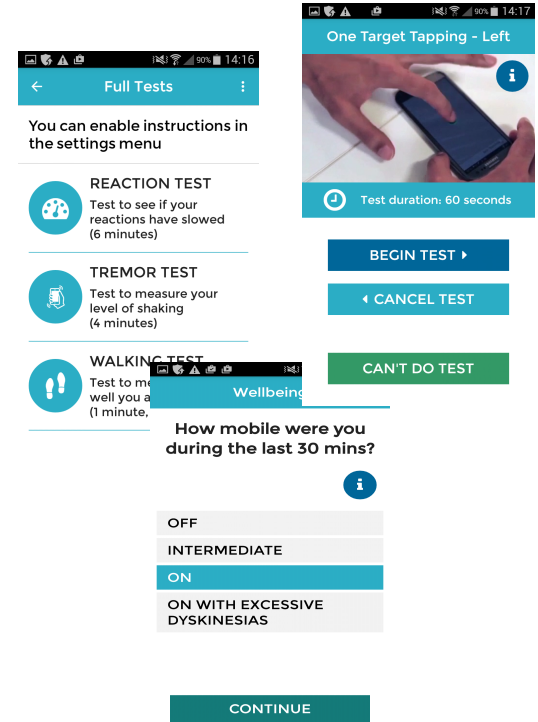 90% 14:16
Full Tests
You can enable instructions in
the settings menu
REACTION TEST
Test to see if your
reactions have slowed
(6 minutes)
TREMOR TEST
Test to measure your
level of shaking
(4 minutes)
WALKING TEST
Test to me
well you a
(1 minute,
90% 14:17
One Target Tapping - Left
i
Test duration: 60 seconds
BEGIN TEST
CANCEL TEST
CAN'T DO TEST
Wellbeing
How mobile were you
during the last 30 mins?
i
OFF
INTERMEDIATE
ON
ON WITH EXCESSIVE
DYSKINESIAS
CONTINUE